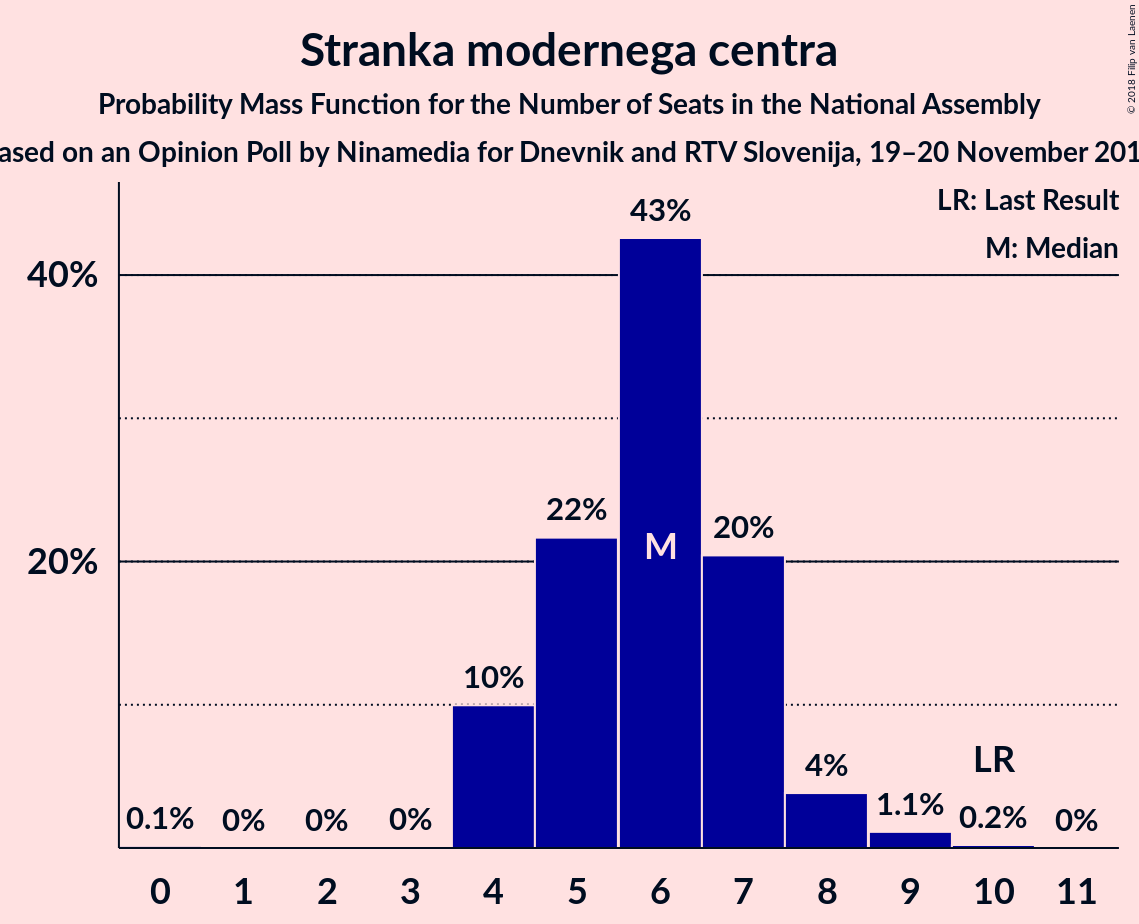 © 2018 Filip van Laenen
Stranka modernega centra
Probability Mass Function for the Number of Seats in the National Assembly
ased on an Opinion Poll by Ninamedia for Dnevnik and RTV Slovenija, 19–20 November 201
LR: Last Result
M: Median
43%
40%
22%
20%
M
20%
10%
LR
4%
0.1% 0% 0% 0% 1.1% 0.2% 0%
0 1 2 3 4 5 6 7 8 9 10 11